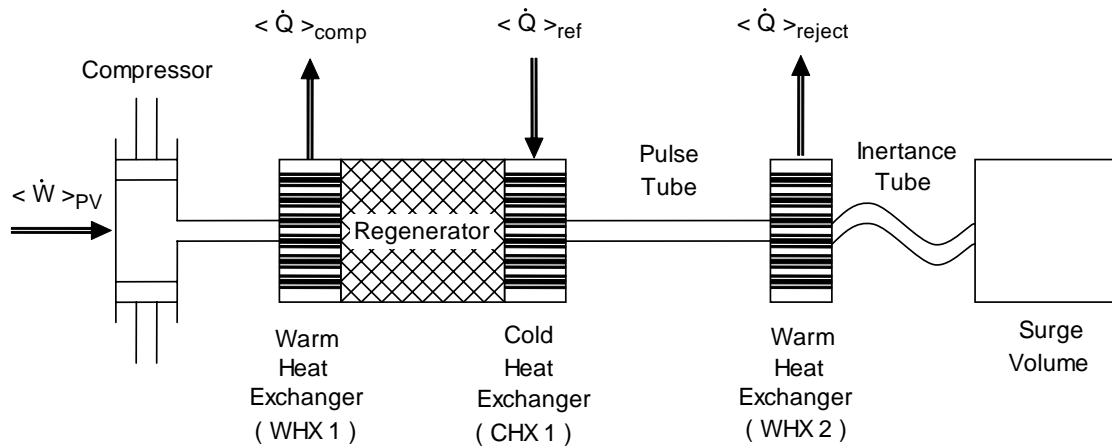 < Q̇ >comp
< Q̇ >ref
< Q̇ >reject
Compressor
Pulse
Tube
Inertance
Tube
< Ẇ >PV
Regenerator
Warm
Heat
Exchanger
( WHX 1 )
Cold
Heat
Exchanger
( CHX 1 )
Warm
Heat
Exchanger
( WHX 2 )
Surge
Volume